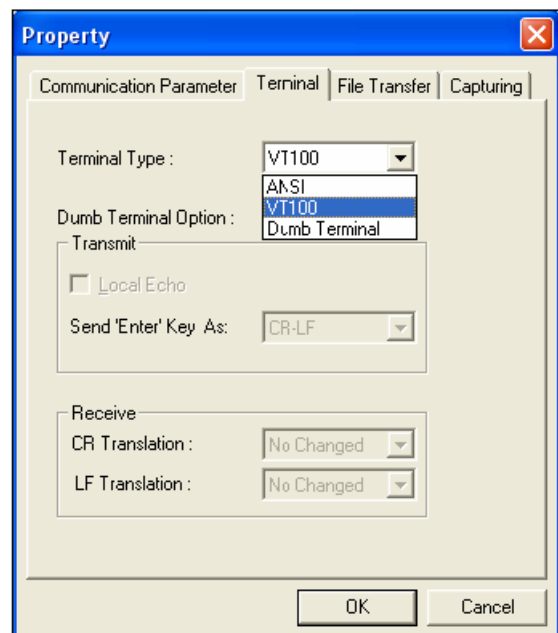 Property
Communication Parameter Terminal File Transfer Capturing
Terminal Type : VT100
ANSI
VT100
Dumb Terminal
Dumb Terminal Option :
Transmit
Local Echo
Send 'Enter' Key As: CR-LF
Receive
CR Translation : No Changed
LF Translation : No Changed
OK Cancel